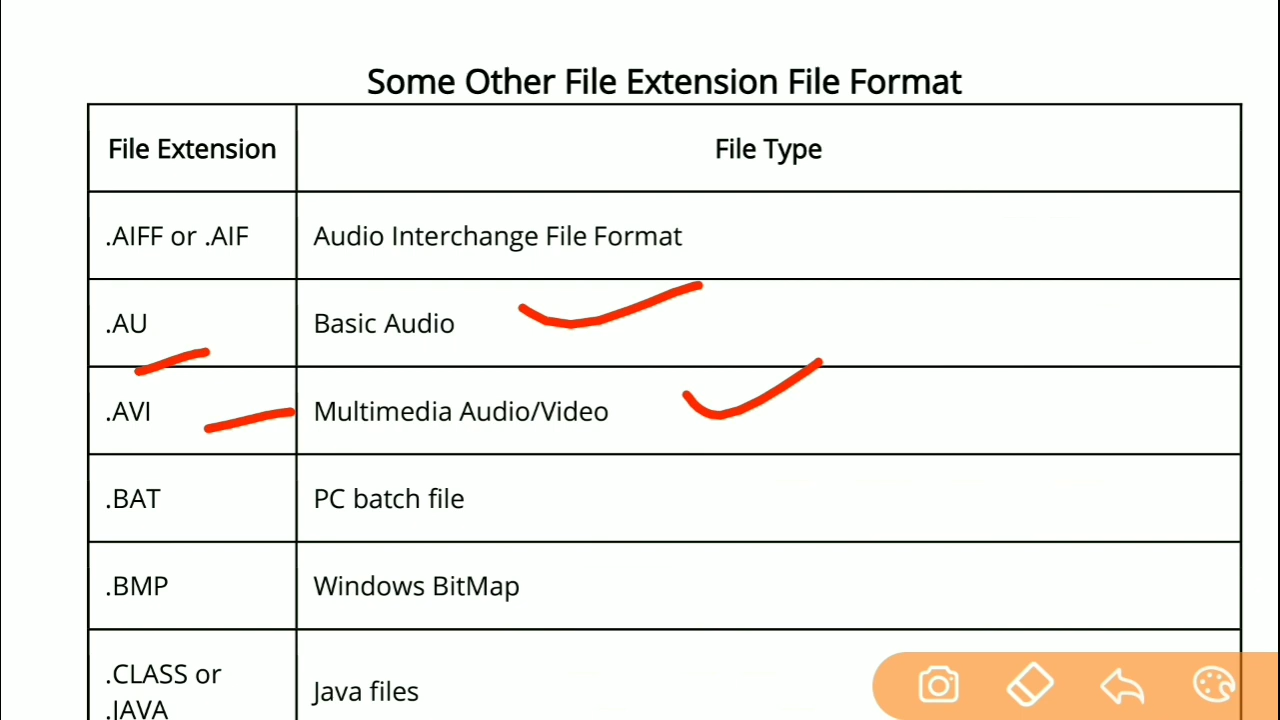 Some Other File Extension File Format
File Extension File Type
.AIFF or .AIF Audio Interchange File Format
.AU Basic Audio
.AVI Multimedia Audio/Video
.BAT PC batch file
.BMP Windows BitMap
.CLASS or
.JAVA Java files